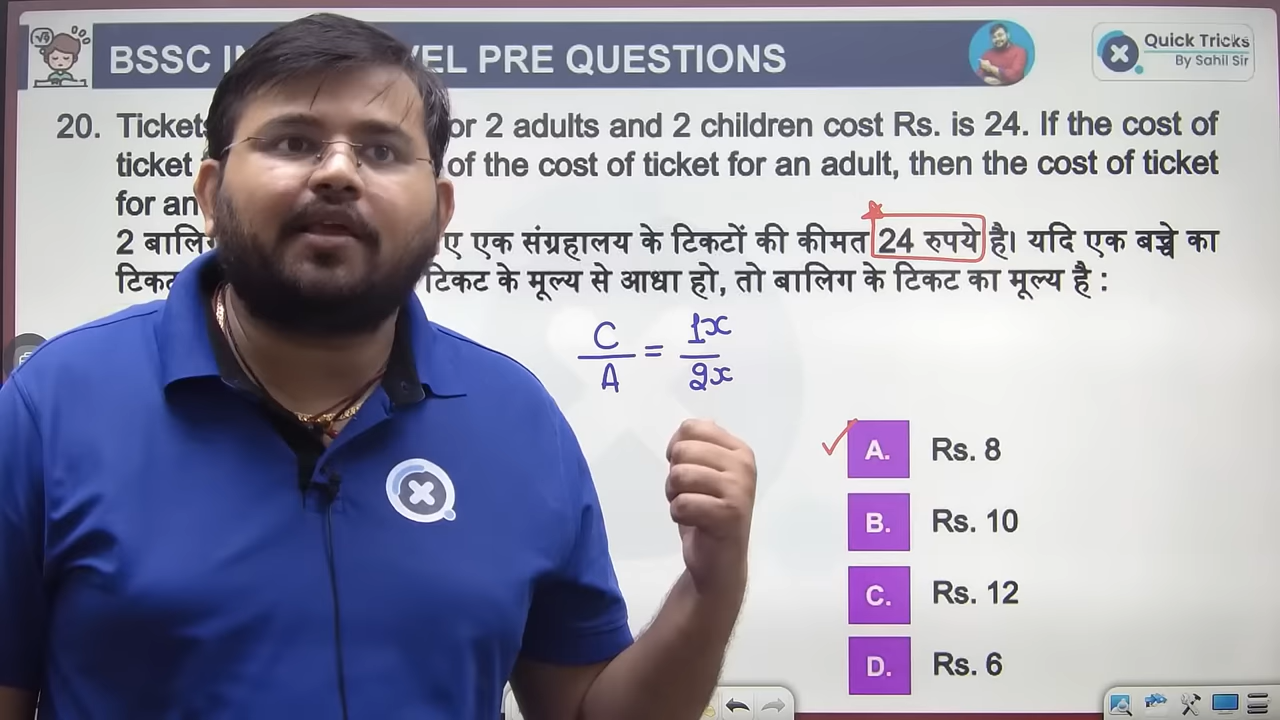 BSSC IN VEL PRE QUESTIONS
Quick Tricks
By Sahil Sir
20. Tickets or 2 adults and 2 children cost Rs. is 24. If the cost of
ticket of the cost of ticket for an adult, then the cost of ticket
for an
2 बालिग ए एक संग्रहालय के टिकटों की कीमत 24 रुपये है। यदि एक बच्चे का
टिकट टिकट के मूल्य से आधा हो, तो बालिग के टिकट का मूल्य है :
C/A = 1x/2x
A. Rs. 8
B. Rs. 10
C. Rs. 12
D. Rs. 6